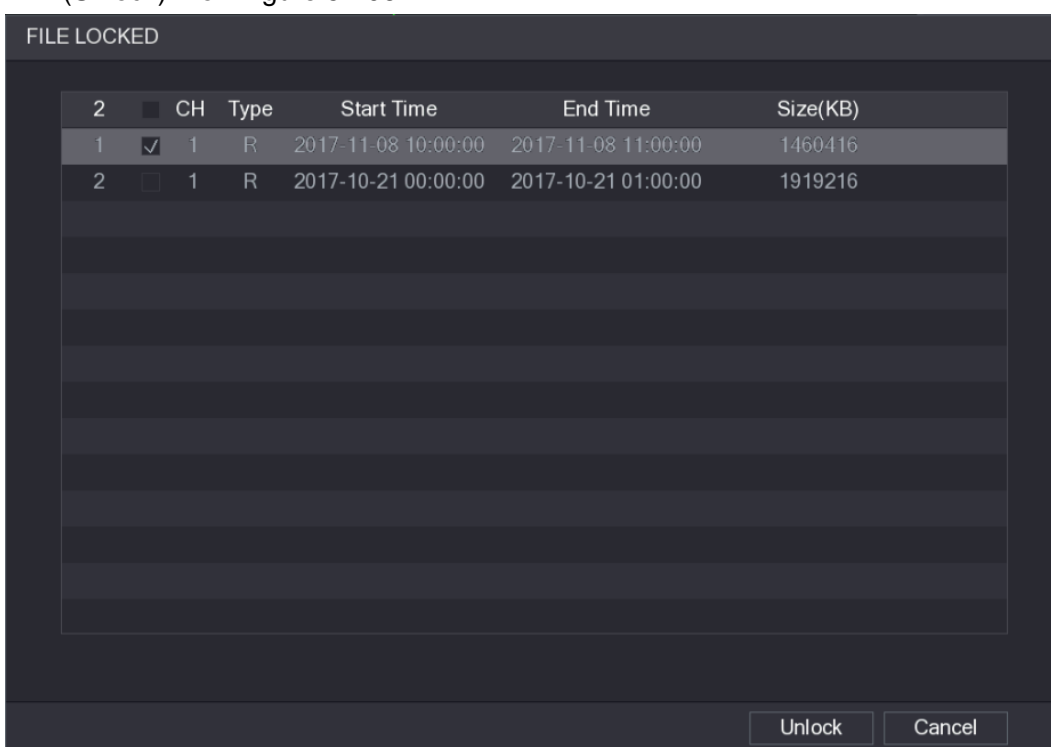 FILE LOCKED
2 CH Type Start Time End Time Size(KB)
1 1 R 2017-11-08 10:00:00 2017-11-08 11:00:00 1460416
2 1 R 2017-10-21 00:00:00 2017-10-21 01:00:00 1919216
Unlock Cancel